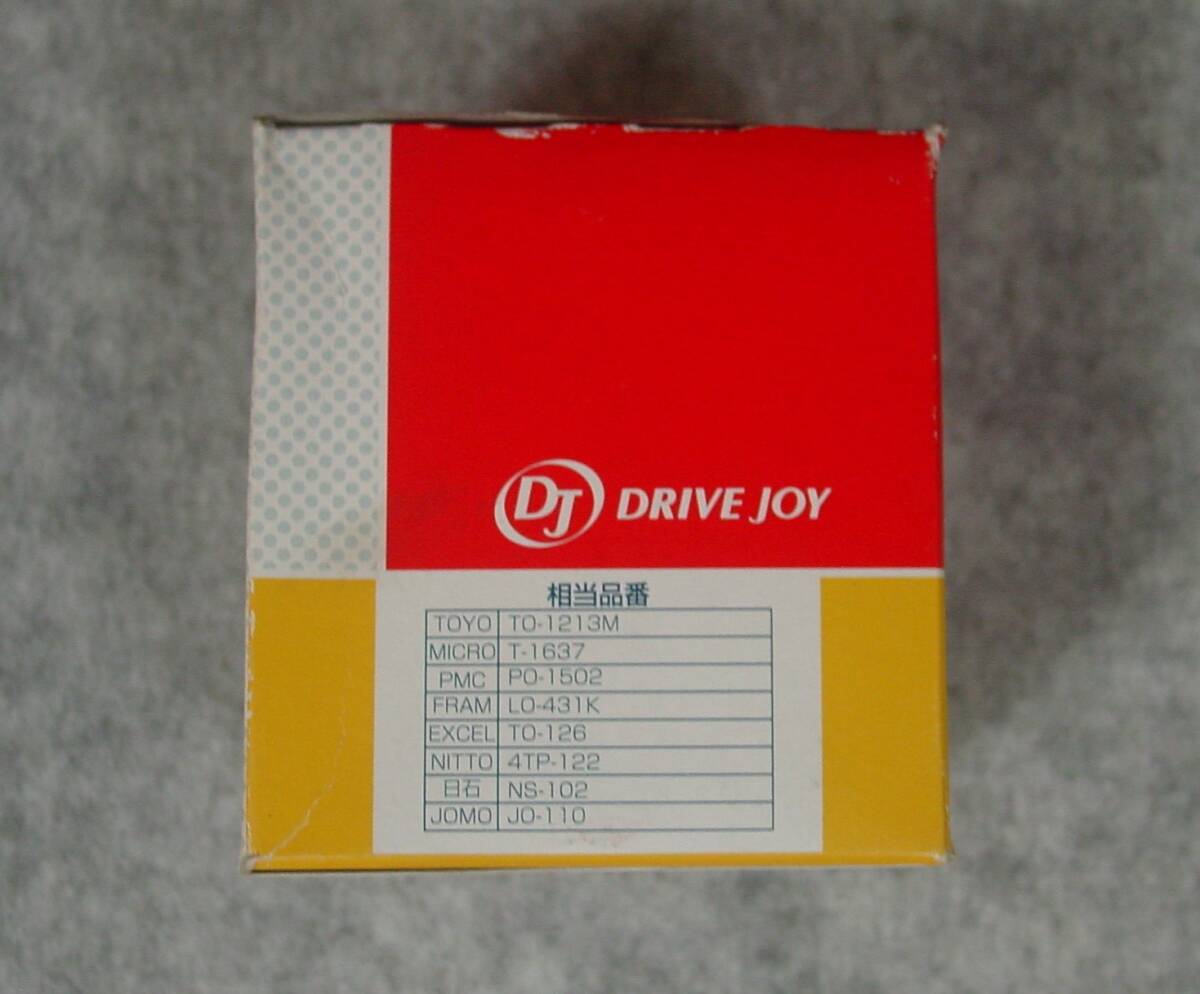 DJ DRIVE JOY
相当品番
TOYO TO-1213M
MICRO T-1637
PMC PO-1502
FRAM LO-431K
EXCEL TO-126
NITTO 4TP-122
日石 NS-102
JOMO JO-110